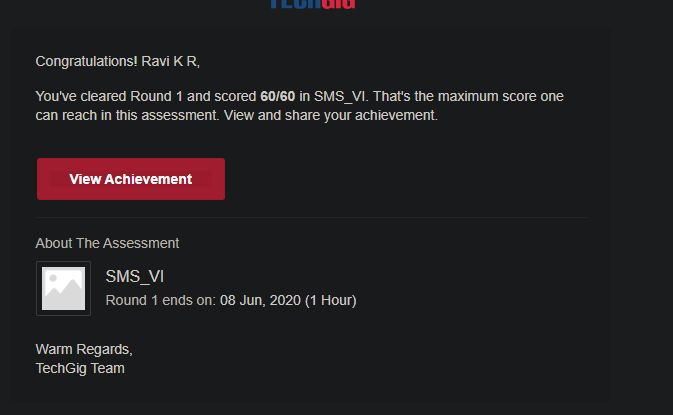 TechGig
Congratulations! Ravi K R,
You've cleared Round 1 and scored 60/60 in SMS_VI. That's the maximum score one
can reach in this assessment. View and share your achievement.
View Achievement
About The Assessment
SMS_VI
Round 1 ends on: 08 Jun, 2020 (1 Hour)
Warm Regards,
TechGig Team